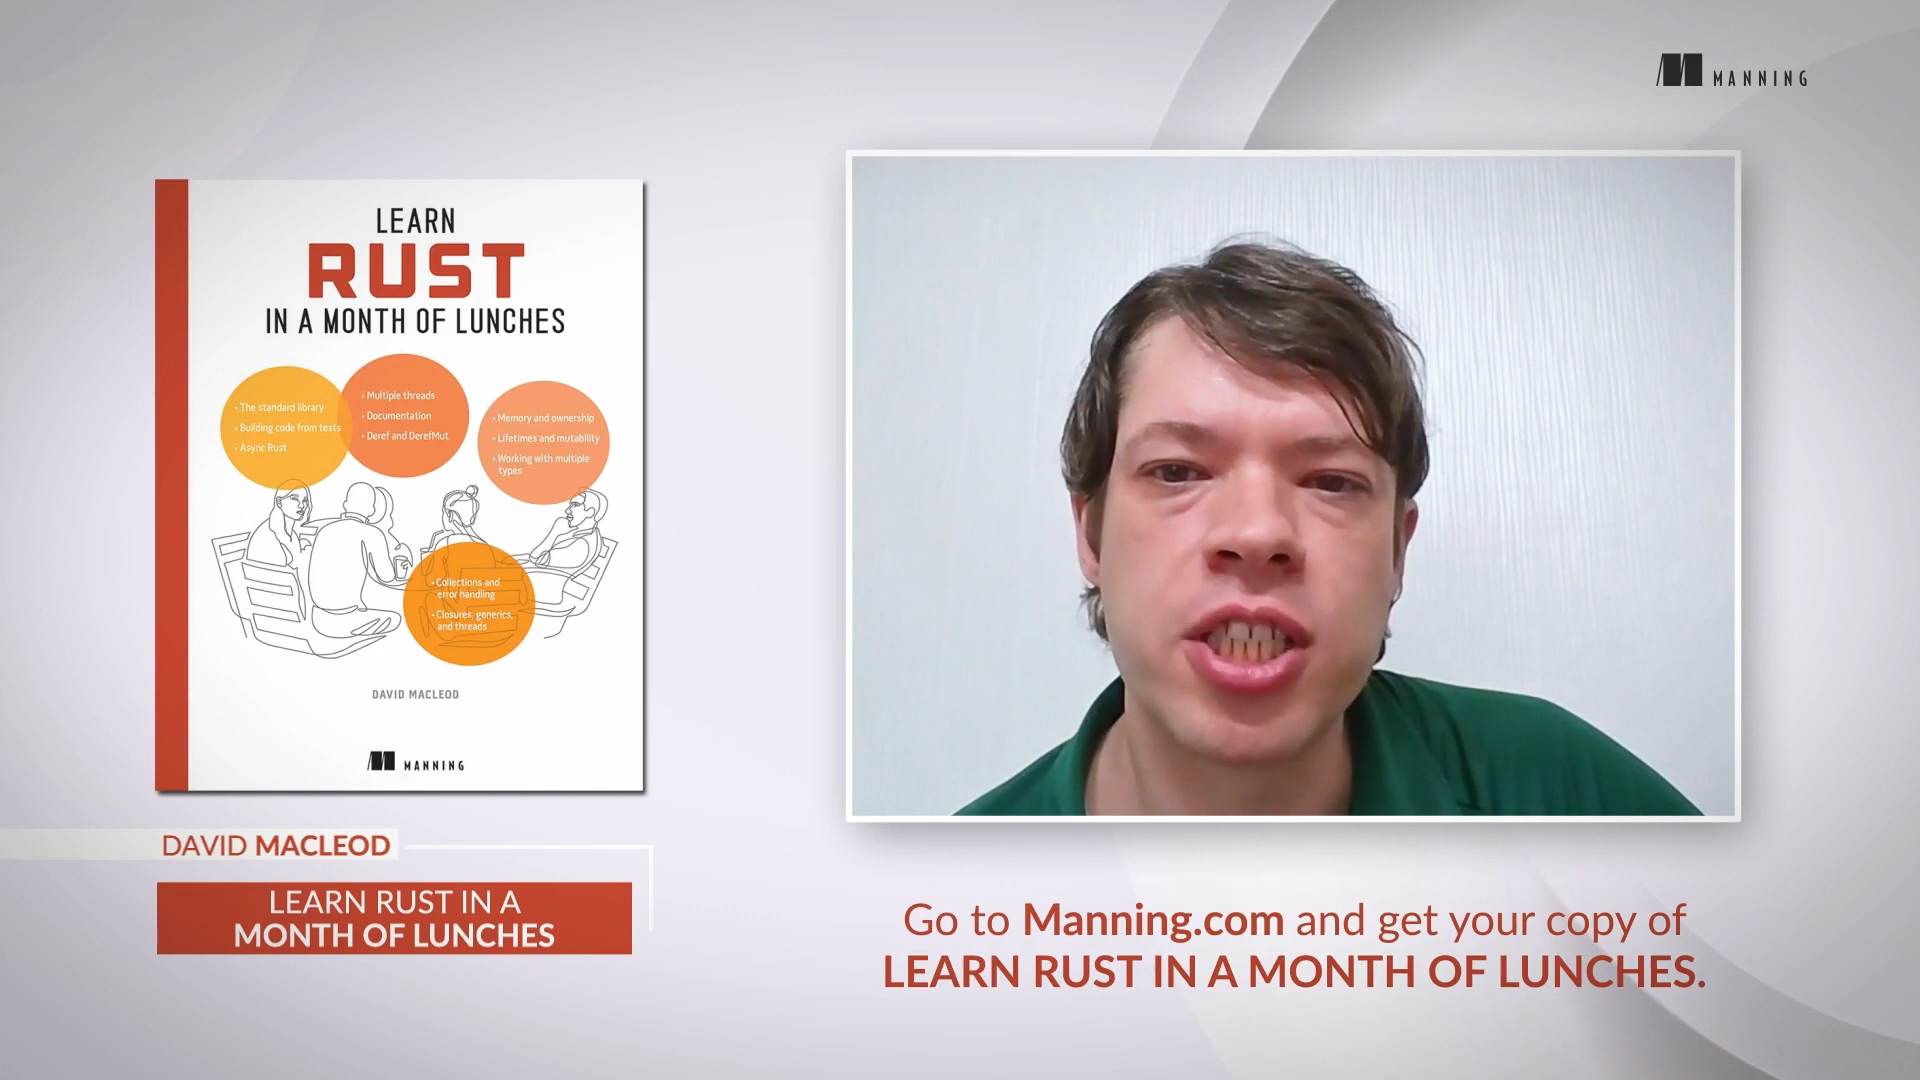 MANNING
LEARN
RUST
IN A MONTH OF LUNCHES
• The standard library
• Building code from tests
• Async Rust
• Multiple threads
• Documentation
• Deref and DerefMut
• Memory and ownership
• Lifetimes and mutability
• Working with multiple
types
• Collections and
error handling
• Closures, generics,
and threads
DAVID MACLEOD
MANNING
DAVID MACLEOD
LEARN RUST IN A
MONTH OF LUNCHES
Go to Manning.com and get your copy of
LEARN RUST IN A MONTH OF LUNCHES.